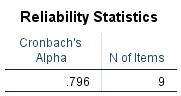 Reliability Statistics
Cronbach's
Alpha N of Items
.796 9